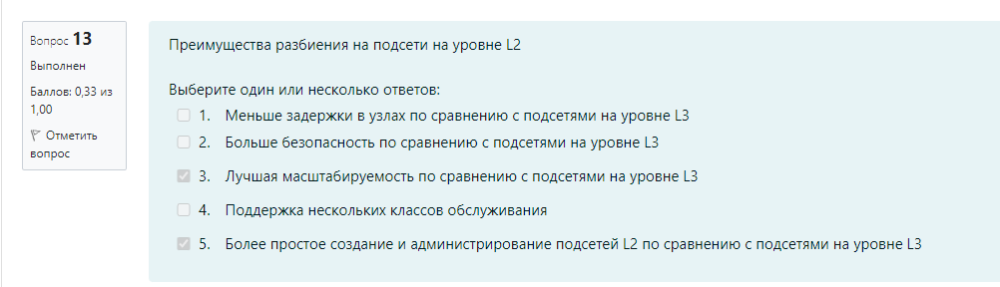 Вопрос 13
Выполнен
Баллов: 0,33 из
1,00
Отметить
вопрос
Преимущества разбиения на подсети на уровне L2
Выберите один или несколько ответов:
1. Меньше задержки в узлах по сравнению с подсетями на уровне L3
2. Больше безопасность по сравнению с подсетями на уровне L3
3. Лучшая масштабируемость по сравнению с подсетями на уровне L3
4. Поддержка нескольких классов обслуживания
5. Более простое создание и администрирование подсетей L2 по сравнению с подсетями на уровне L3